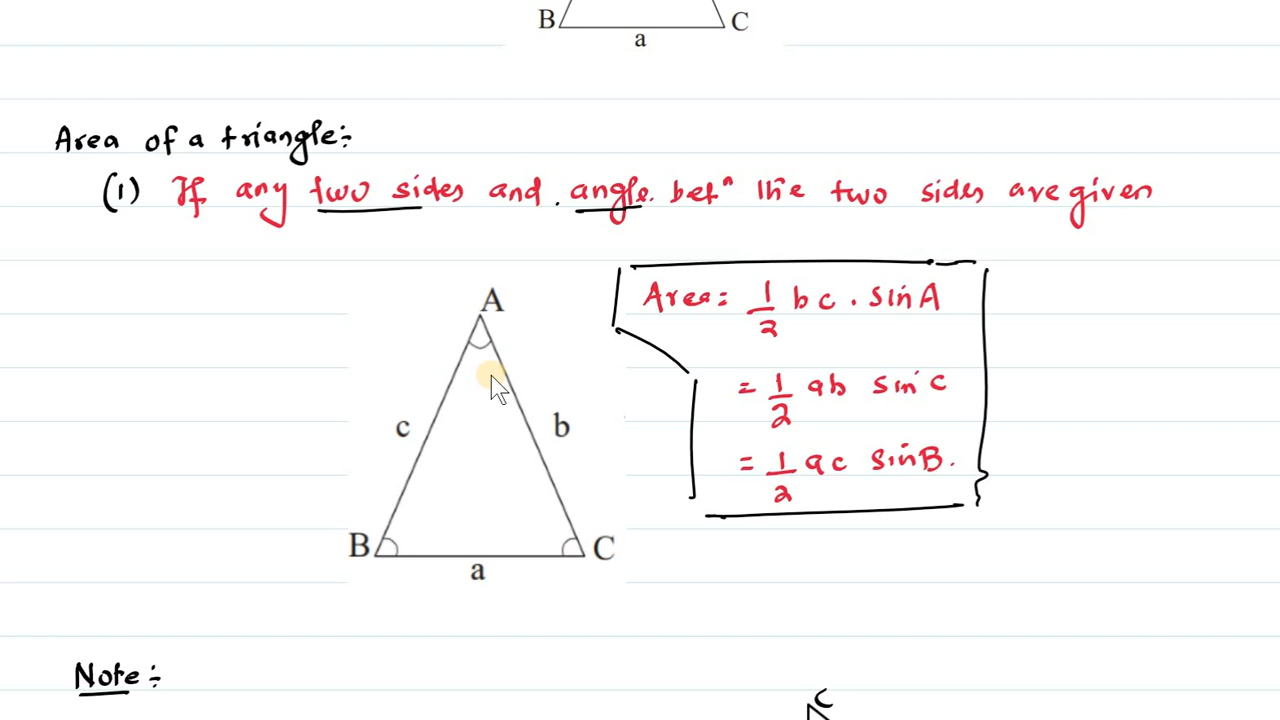 B
C
a
Area of a triangle:-
(1) If any two sides and angle betⁿ the two sides are given
A
Area = 1/2 bc . sinA
= 1/2 ab sin C
c
b
= 1/2 ac sinB.
B
C
a
Note :-
C